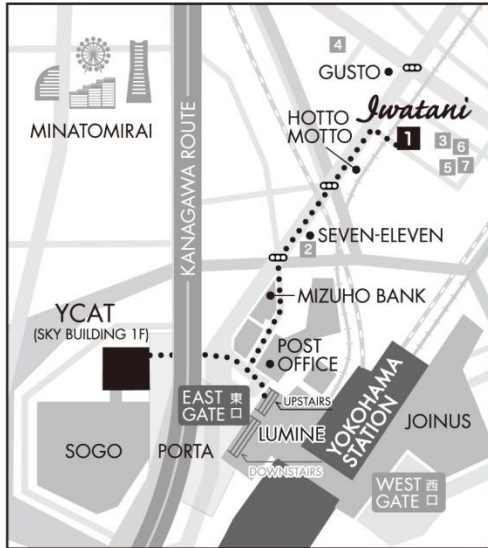 4
GUSTO
Iwatani
HOTTO
MOTTO
1
3
6
5
7
MINATOMIRAI
KANAGAWA ROUTE
SEVEN-ELEVEN
2
MIZUHO BANK
YCAT
(SKY BUILDING 1F)
POST
OFFICE
EAST
GATE
東
口
UPSTAIRS
LUMINE
DOWNSTAIRS
YOKOHAMA
STATION
JOINUS
SOGO
PORTA
WEST
GATE
西
口